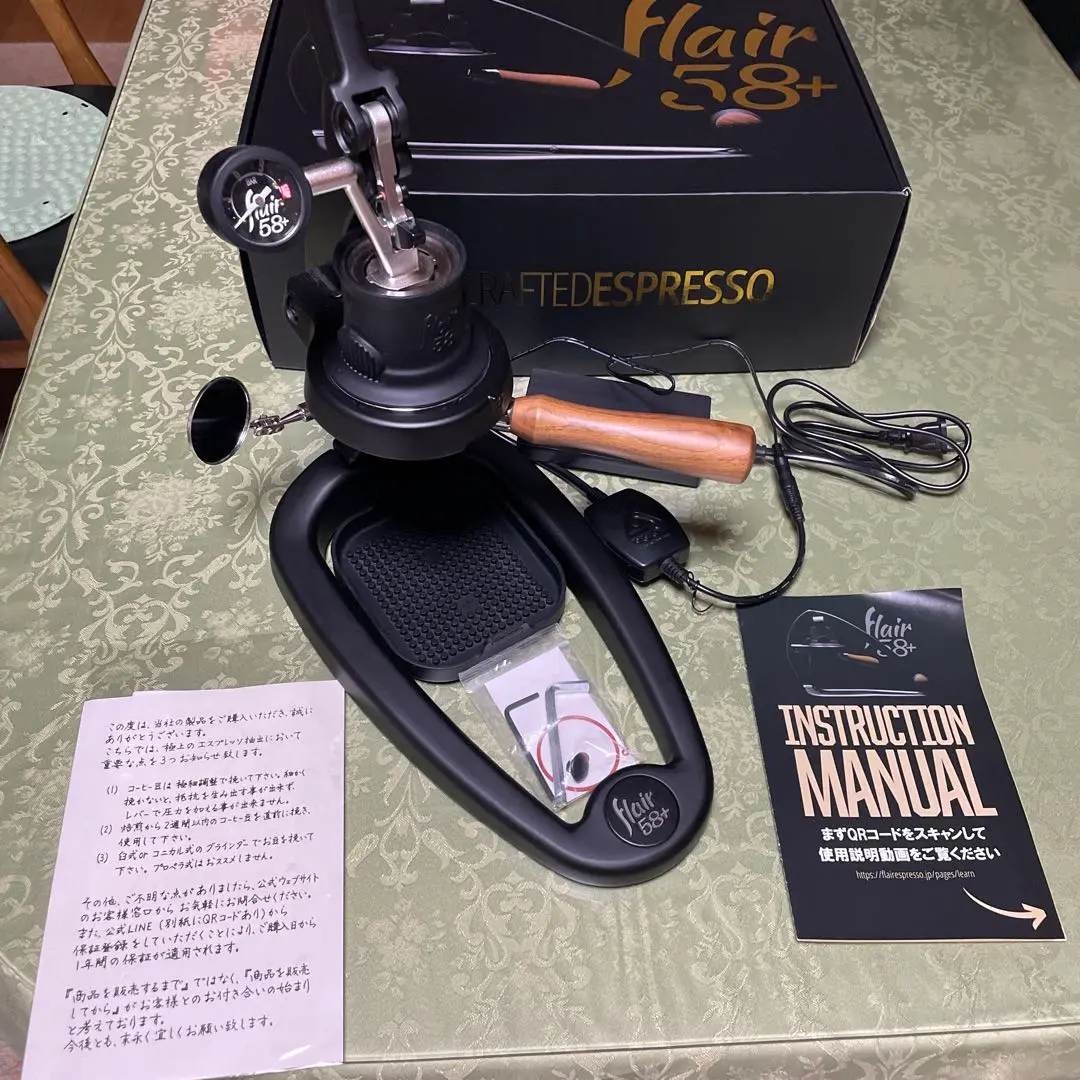 flair
58+
CRAFTEDESPRESSO
BAR
flair
58+
flair
58
flair
58+
flair
58+
INSTRUCTION
MANUAL
まずQRコードをスキャンして
使用説明動画をご覧ください
https://flairespresso.jp/pages/learn
この度は、当社の製品をご購入いただき、誠に
ありがとうございます。
こちらでは、極上のエスプレッソ抽出において
重要な点を3つお知らせ致します。
(1) コーヒー豆は極細調整で挽いて下さい。細かく
挽かないと、抵抗を生み出す事が出来ず、
レバーで圧力を加える事が出来ません。
(2) 焙煎から2週間以内のコーヒー豆を直前に挽き、
使用して下さい。
(3) 臼式or コニカル式のグラインダーでお豆を挽いて
下さい。プロペラ式はおススメしません。
その他、ご不明な点がありましたら、公式ウェブサイト
のお客様窓口からお気軽にお問合せください。
また、公式LINE(別紙にQRコードあり)から
保証登録をしていただくことにより、ご購入日から
1年間の保証が適用されます。
『商品を販売するまで』ではなく、『商品を販売
してから』がお客様とのお付き合いの始まり
と考えております。
今後とも、末永く宜しくお願い致します。